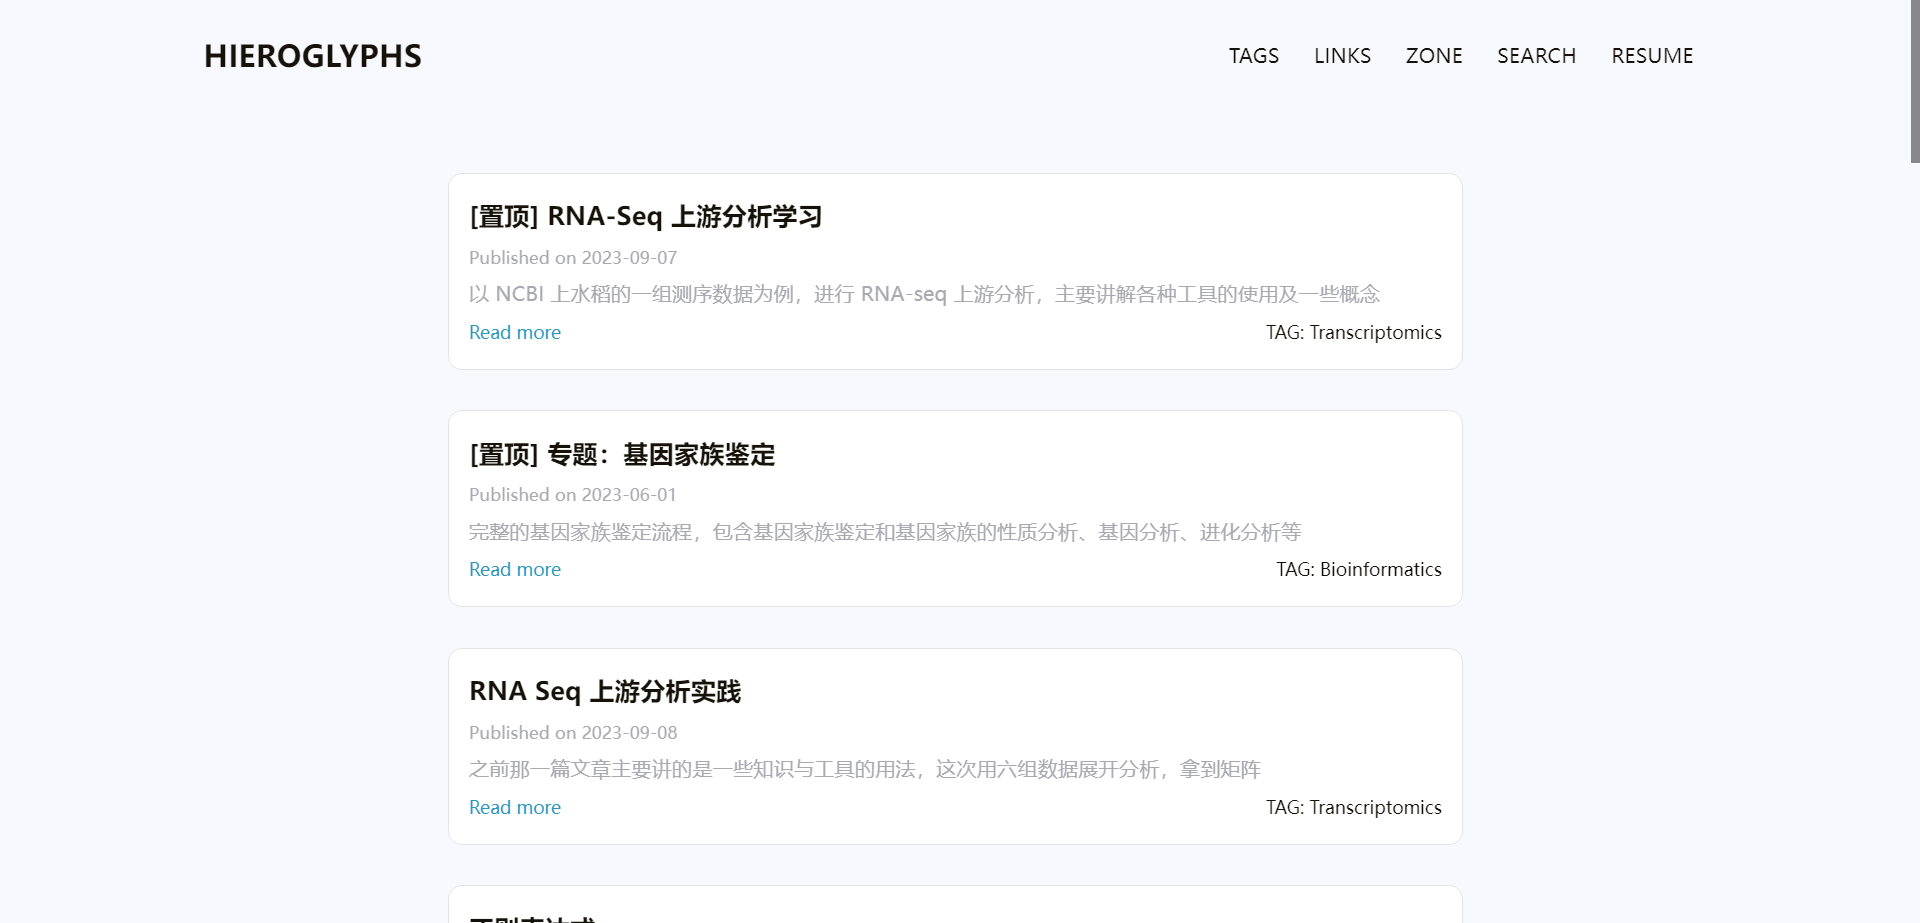 HIEROGLYPHS
TAGS LINKS ZONE SEARCH RESUME
[置顶] RNA-Seq 上游分析学习
Published on 2023-09-07
以 NCBI 上水稻的一组测序数据为例，进行 RNA-seq 上游分析，主要讲解各种工具的使用及一些概念
Read more TAG: Transcriptomics
[置顶] 专题：基因家族鉴定
Published on 2023-06-01
完整的基因家族鉴定流程，包含基因家族鉴定和基因家族的性质分析、基因分析、进化分析等
Read more TAG: Bioinformatics
RNA Seq 上游分析实践
Published on 2023-09-08
之前那一篇文章主要讲的是一些知识与工具的用法，这次用六组数据展开分析，拿到矩阵
Read more TAG: Transcriptomics
正则表达式